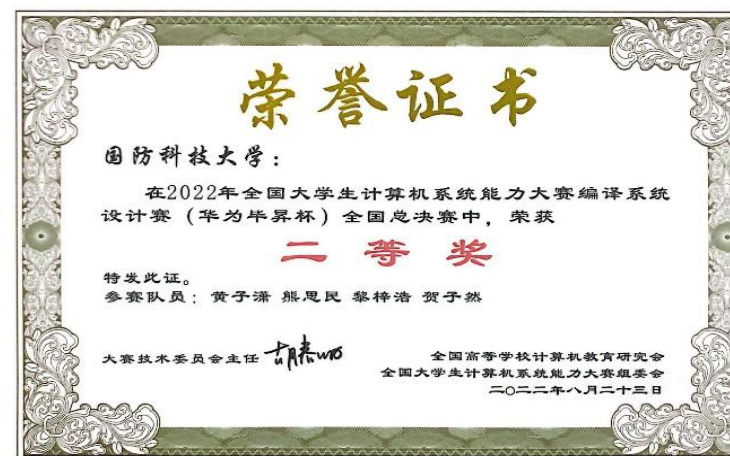 荣誉证书
国防科技大学：
在2022年全国大学生计算机系统能力大赛编译系统
设计赛（华为毕昇杯）全国总决赛中，荣获
二等奖
特发此证。
参赛队员：黄子潇 熊思民 黎梓浩 贺子然
大赛技术委员会主任
全国高等学校计算机教育研究会
全国大学生计算机系统能力大赛组委会
二〇二二年八月二十三日